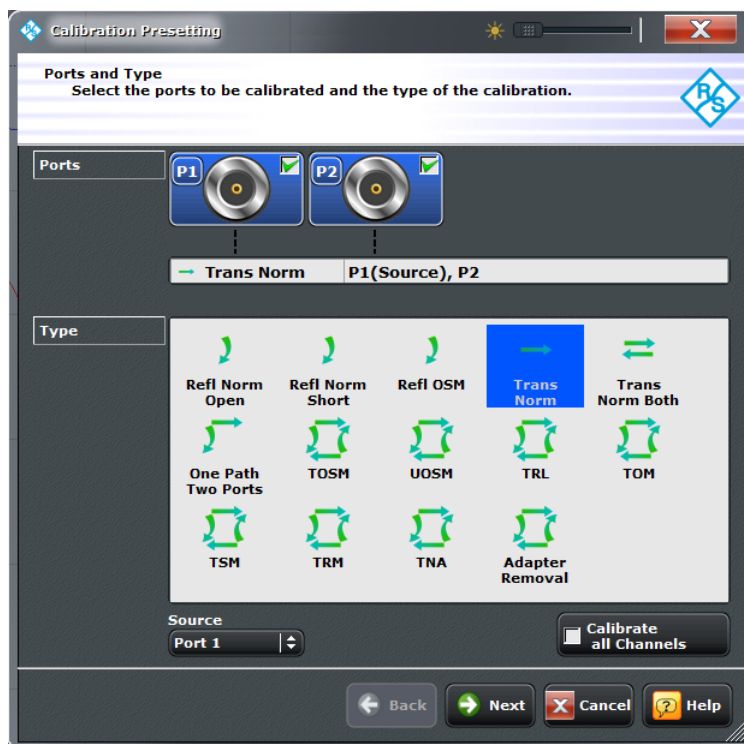 Calibration Presetting
Ports and Type
Select the ports to be calibrated and the type of the calibration.
R&S
Ports
P1
P2
Trans Norm P1(Source), P2
Type
Refl Norm Open
Refl Norm Short
Refl OSM
Trans Norm
Trans Norm Both
One Path Two Ports
TOSM
UOSM
TRL
TOM
TSM
TRM
TNA
Adapter Removal
Source
Port 1
Calibrate
all Channels
Back
Next
Cancel
Help